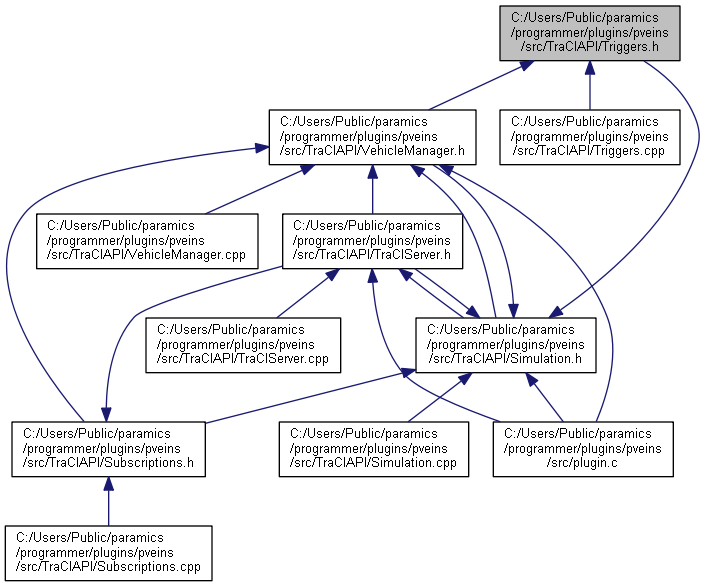 C:/Users/Public/paramics
/programmer/plugins/pveins
/src/TraCIAPI/Triggers.h
C:/Users/Public/paramics
/programmer/plugins/pveins
/src/TraCIAPI/VehicleManager.h
C:/Users/Public/paramics
/programmer/plugins/pveins
/src/TraCIAPI/Triggers.cpp
C:/Users/Public/paramics
/programmer/plugins/pveins
/src/TraCIAPI/VehicleManager.cpp
C:/Users/Public/paramics
/programmer/plugins/pveins
/src/TraCIAPI/TraCIServer.h
C:/Users/Public/paramics
/programmer/plugins/pveins
/src/TraCIAPI/TraCIServer.cpp
C:/Users/Public/paramics
/programmer/plugins/pveins
/src/TraCIAPI/Simulation.h
C:/Users/Public/paramics
/programmer/plugins/pveins
/src/TraCIAPI/Subscriptions.h
C:/Users/Public/paramics
/programmer/plugins/pveins
/src/TraCIAPI/Simulation.cpp
C:/Users/Public/paramics
/programmer/plugins/pveins
/src/plugin.c
C:/Users/Public/paramics
/programmer/plugins/pveins
/src/TraCIAPI/Subscriptions.cpp